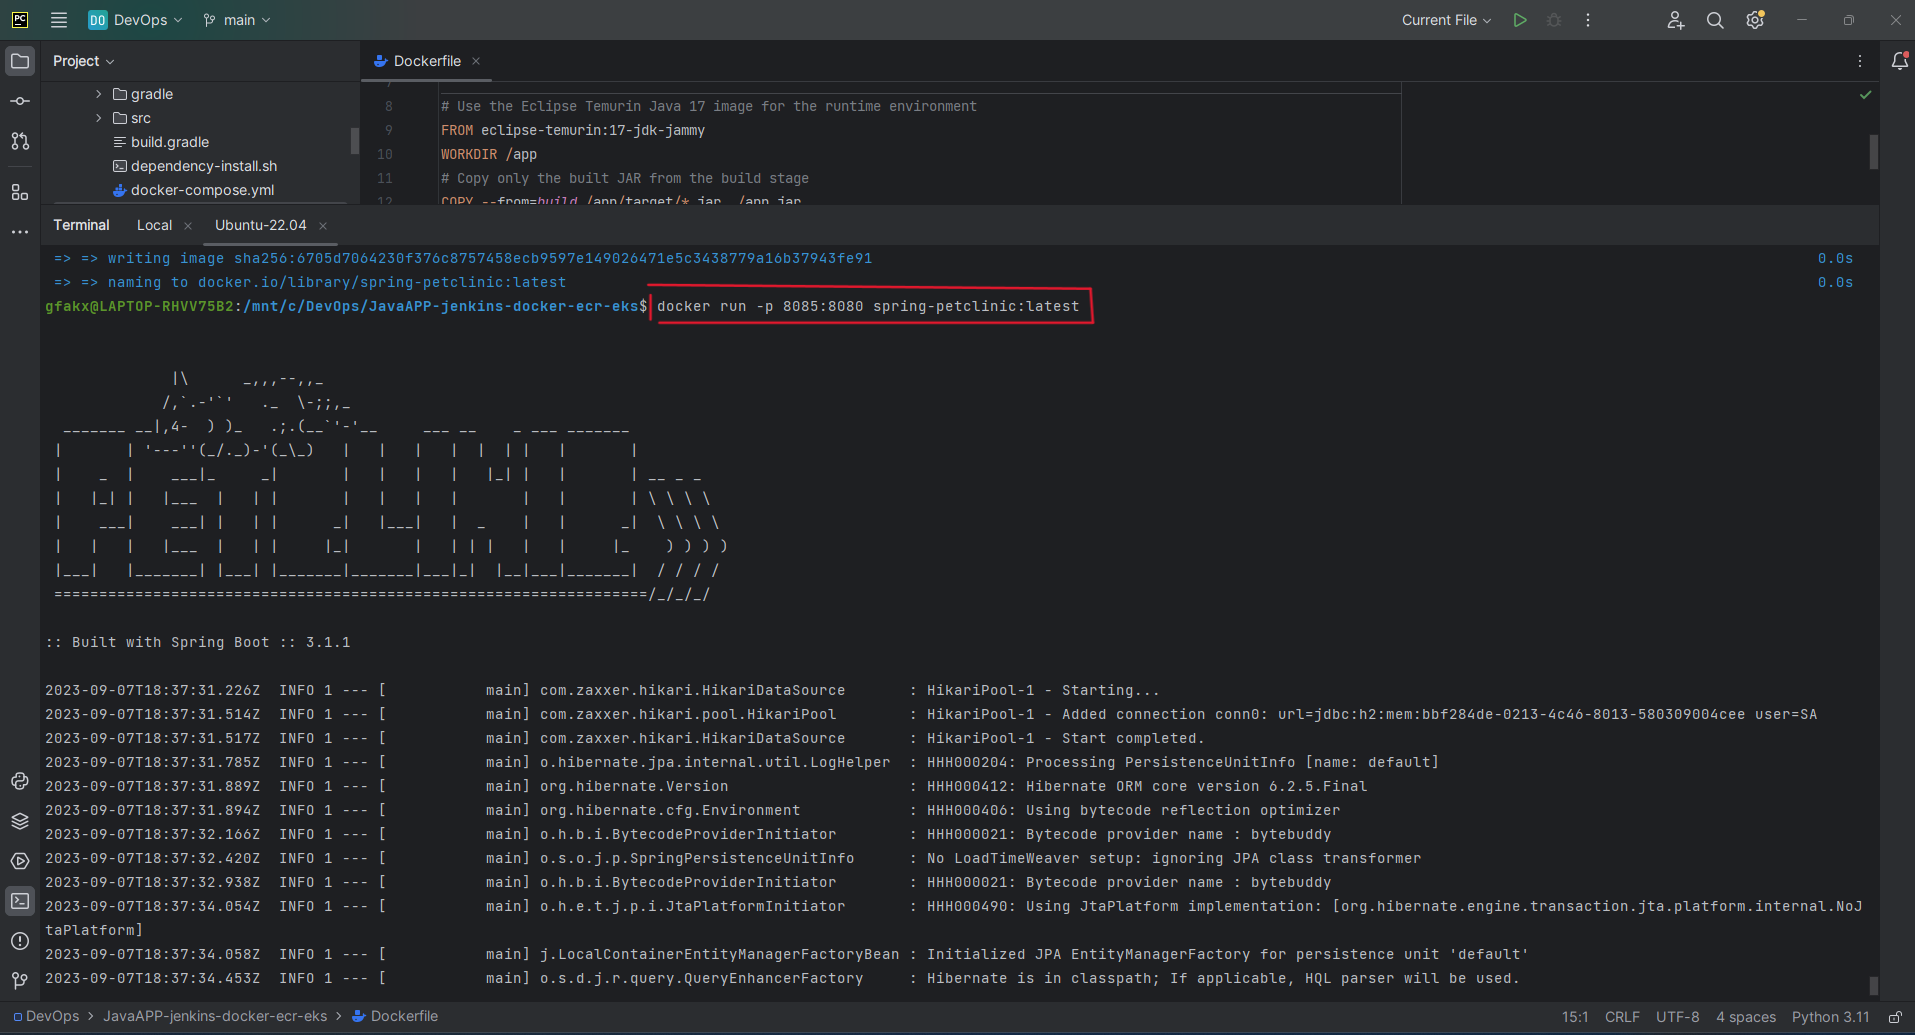 PC DO DevOps main Current File
Project
Dockerfile
gradle
src
build.gradle
dependency-install.sh
docker-compose.yml
8 # Use the Eclipse Temurin Java 17 image for the runtime environment
9 FROM eclipse-temurin:17-jdk-jammy
10 WORKDIR /app
11 # Copy only the built JAR from the build stage
12 COPY --from=build /app/target/*.jar /app.jar
Terminal Local Ubuntu-22.04
=> => writing image sha256:6705d7064230f376c8757458ecb9597e149026471e5c3438779a16b37943fe91 0.0s
=> => naming to docker.io/library/spring-petclinic:latest 0.0s
gfakx@LAPTOP-RHVV75B2:/mnt/c/DevOps/JavaAPP-jenkins-docker-ecr-eks$ docker run -p 8085:8080 spring-petclinic:latest
PETCLINIC
:: Built with Spring Boot :: 3.1.1
2023-09-07T18:37:31.226Z  INFO 1 --- [           main] com.zaxxer.hikari.HikariDataSource       : HikariPool-1 - Starting...
2023-09-07T18:37:31.514Z  INFO 1 --- [           main] com.zaxxer.hikari.pool.HikariPool        : HikariPool-1 - Added connection conn0: url=jdbc:h2:mem:bbf284de-0213-4c46-8013-580309004cee user=SA
2023-09-07T18:37:31.517Z  INFO 1 --- [           main] com.zaxxer.hikari.HikariDataSource       : HikariPool-1 - Start completed.
2023-09-07T18:37:31.785Z  INFO 1 --- [           main] o.hibernate.jpa.internal.util.LogHelper  : HHH000204: Processing PersistenceUnitInfo [name: default]
2023-09-07T18:37:31.889Z  INFO 1 --- [           main] org.hibernate.Version                    : HHH000412: Hibernate ORM core version 6.2.5.Final
2023-09-07T18:37:31.894Z  INFO 1 --- [           main] org.hibernate.cfg.Environment            : HHH000406: Using bytecode reflection optimizer
2023-09-07T18:37:32.166Z  INFO 1 --- [           main] o.h.b.i.BytecodeProviderInitiator        : HHH000021: Bytecode provider name : bytebuddy
2023-09-07T18:37:32.420Z  INFO 1 --- [           main] o.s.o.j.p.SpringPersistenceUnitInfo      : No LoadTimeWeaver setup: ignoring JPA class transformer
2023-09-07T18:37:32.938Z  INFO 1 --- [           main] o.h.b.i.BytecodeProviderInitiator        : HHH000021: Bytecode provider name : bytebuddy
2023-09-07T18:37:34.054Z  INFO 1 --- [           main] o.h.e.t.j.p.i.JtaPlatformInitiator       : HHH000490: Using JtaPlatform implementation: [org.hibernate.engine.transaction.jta.platform.internal.NoJ
taPlatform]
2023-09-07T18:37:34.058Z  INFO 1 --- [           main] j.LocalContainerEntityManagerFactoryBean : Initialized JPA EntityManagerFactory for persistence unit 'default'
2023-09-07T18:37:34.453Z  INFO 1 --- [           main] o.s.d.j.r.query.QueryEnhancerFactory     : Hibernate is in classpath; If applicable, HQL parser will be used.
DevOps > JavaAPP-jenkins-docker-ecr-eks > Dockerfile 15:1 CRLF UTF-8 4 spaces Python 3.11